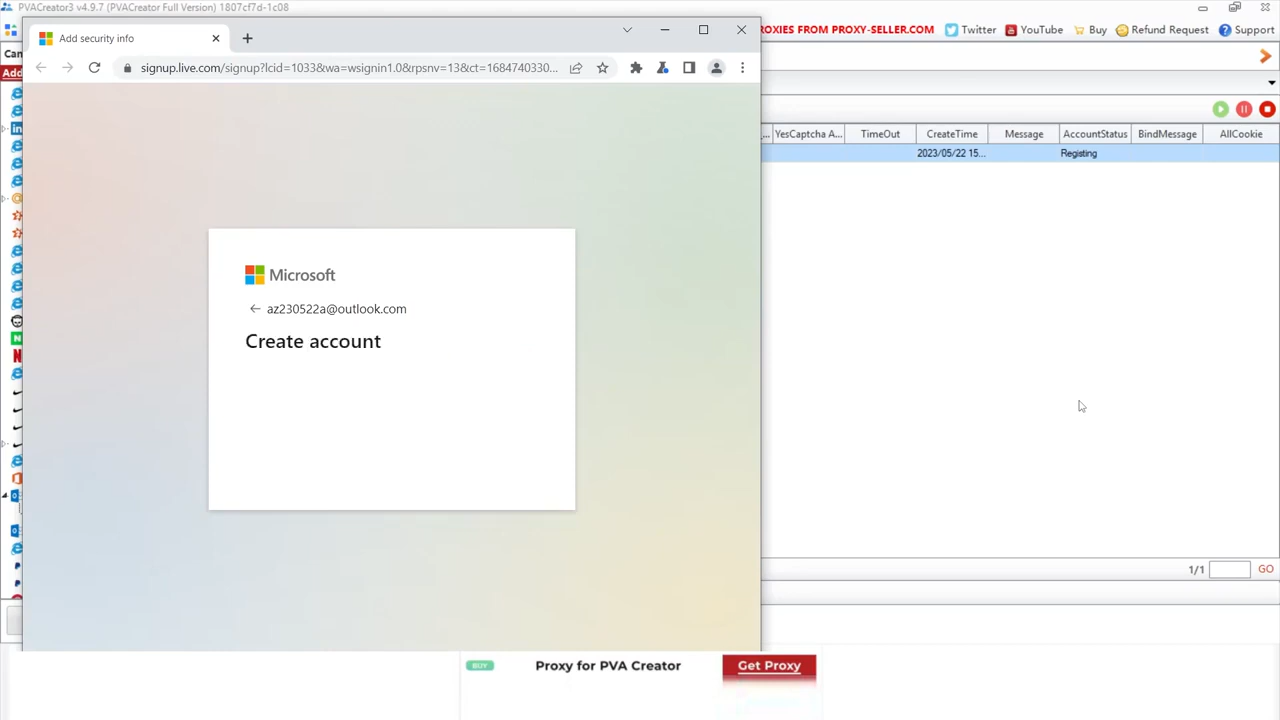 PVACreator3 v4.9.7 (PVACreator Full Version) 1807cf7d-1c08
Add security info
ROXIES FROM PROXY-SELLER.COM
Twitter
YouTube
Buy
Refund Request
Support
Can
signup.live.com/signup?lcid=1033&wa=wsignin1.0&rpsnv=13&ct=1684740330...
Add
YesCaptcha A...
TimeOut
CreateTime
Message
AccountStatus
BindMessage
AllCookie
2023/05/22 15...
Registing
Microsoft
az230522a@outlook.com
Create account
1/1
GO
BUY
Proxy for PVA Creator
Get Proxy